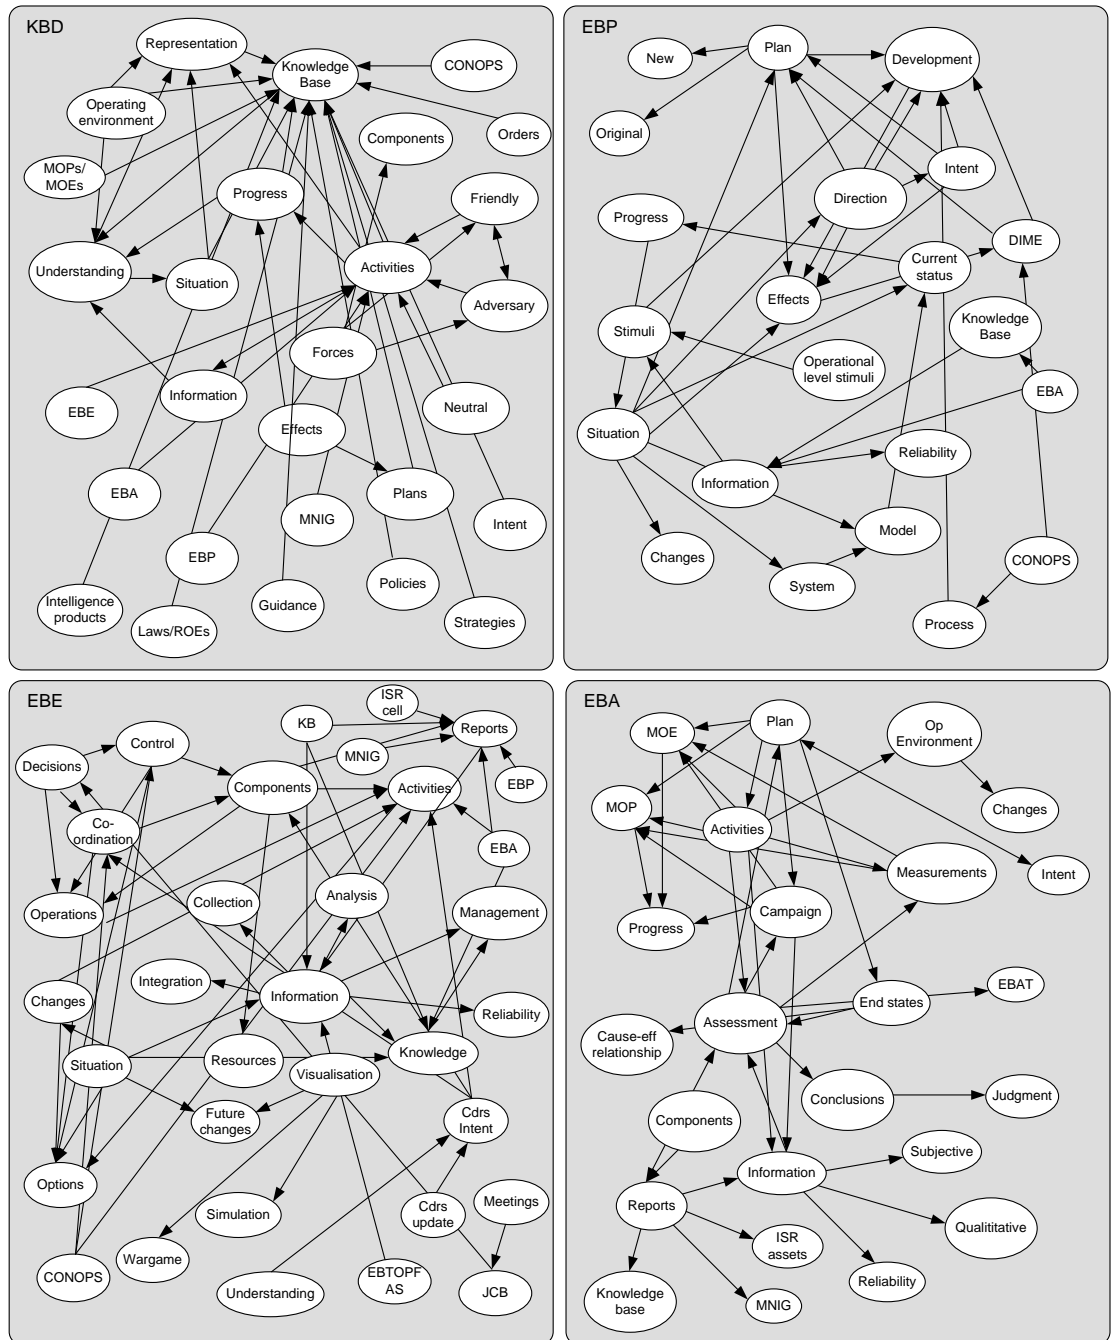 KBD
Representation
Knowledge
Base
CONOPS
Operating
environment
Components
Orders
MOPs/
MOEs
Progress
Friendly
Understanding
Situation
Activities
Adversary
Forces
Information
EBE
Effects
Neutral
EBA
Plans
MNIG
Intent
EBP
Policies
Intelligence
products
Guidance
Laws/ROEs
Strategies
EBP
Plan
New
Development
Original
Intent
Direction
Progress
DIME
Current
status
Effects
Knowledge
Base
Stimuli
Operational
level stimuli
EBA
Situation
Reliability
Information
Model
Changes
System
CONOPS
Process
EBE
ISR
cell
KB
Reports
Control
MNIG
Decisions
Components
Activities
EBP
Co-
ordination
EBA
Analysis
Collection
Operations
Management
Integration
Information
Changes
Reliability
Situation
Resources
Knowledge
Visualisation
Future
changes
Cdrs
Intent
Options
Simulation
Cdrs
update
Meetings
Wargame
CONOPS
Understanding
EBTOPF
AS
JCB
EBA
Plan
MOE
Op
Environment
MOP
Changes
Activities
Measurements
Intent
Campaign
Progress
EBAT
End states
Assessment
Cause-eff
relationship
Conclusions
Judgment
Components
Subjective
Information
Reports
Qualititative
ISR
assets
Reliability
Knowledge
base
MNIG